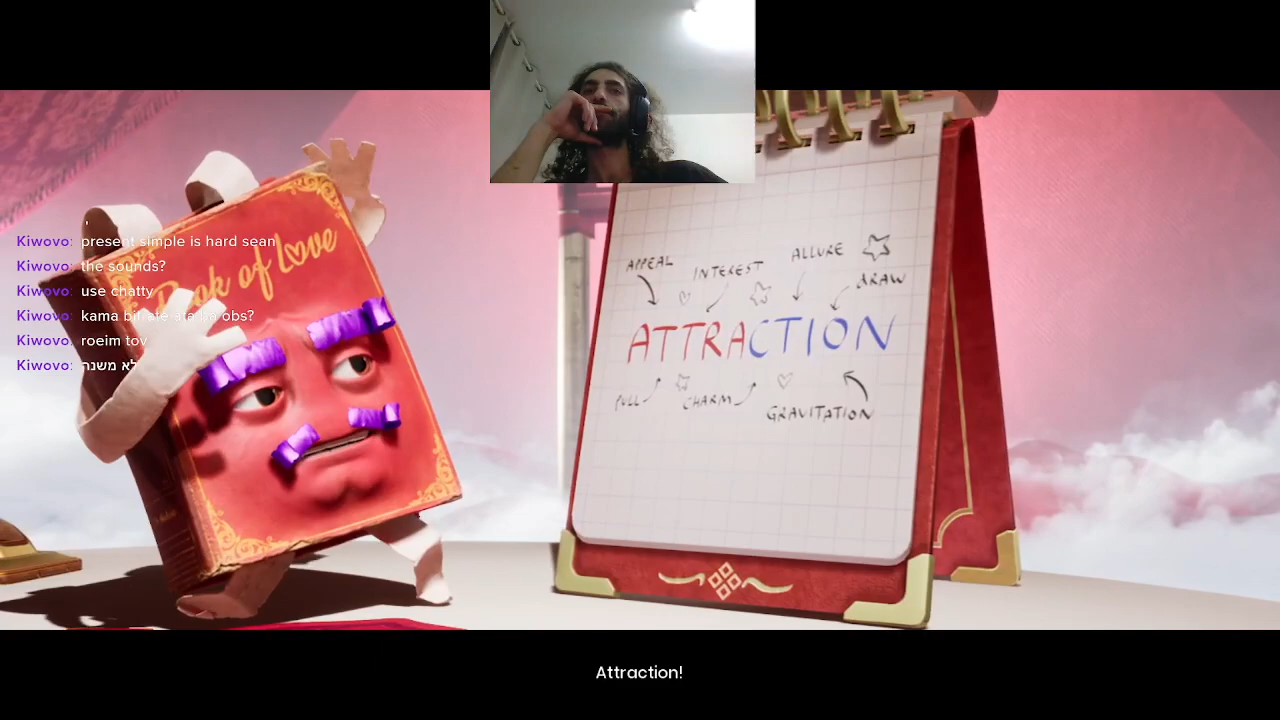 Kiwovo: present simple is hard sean
Kiwovo: the sounds?
Kiwovo: use chatty
Kiwovo: kama bitrate ata ba obs?
Kiwovo: roeim tov
Kiwovo: לא משנה
Book of Love
APPEAL
INTEREST
ALLURE
DRAW
ATTRACTION
PULL
CHARM
GRAVITATION
Attraction!